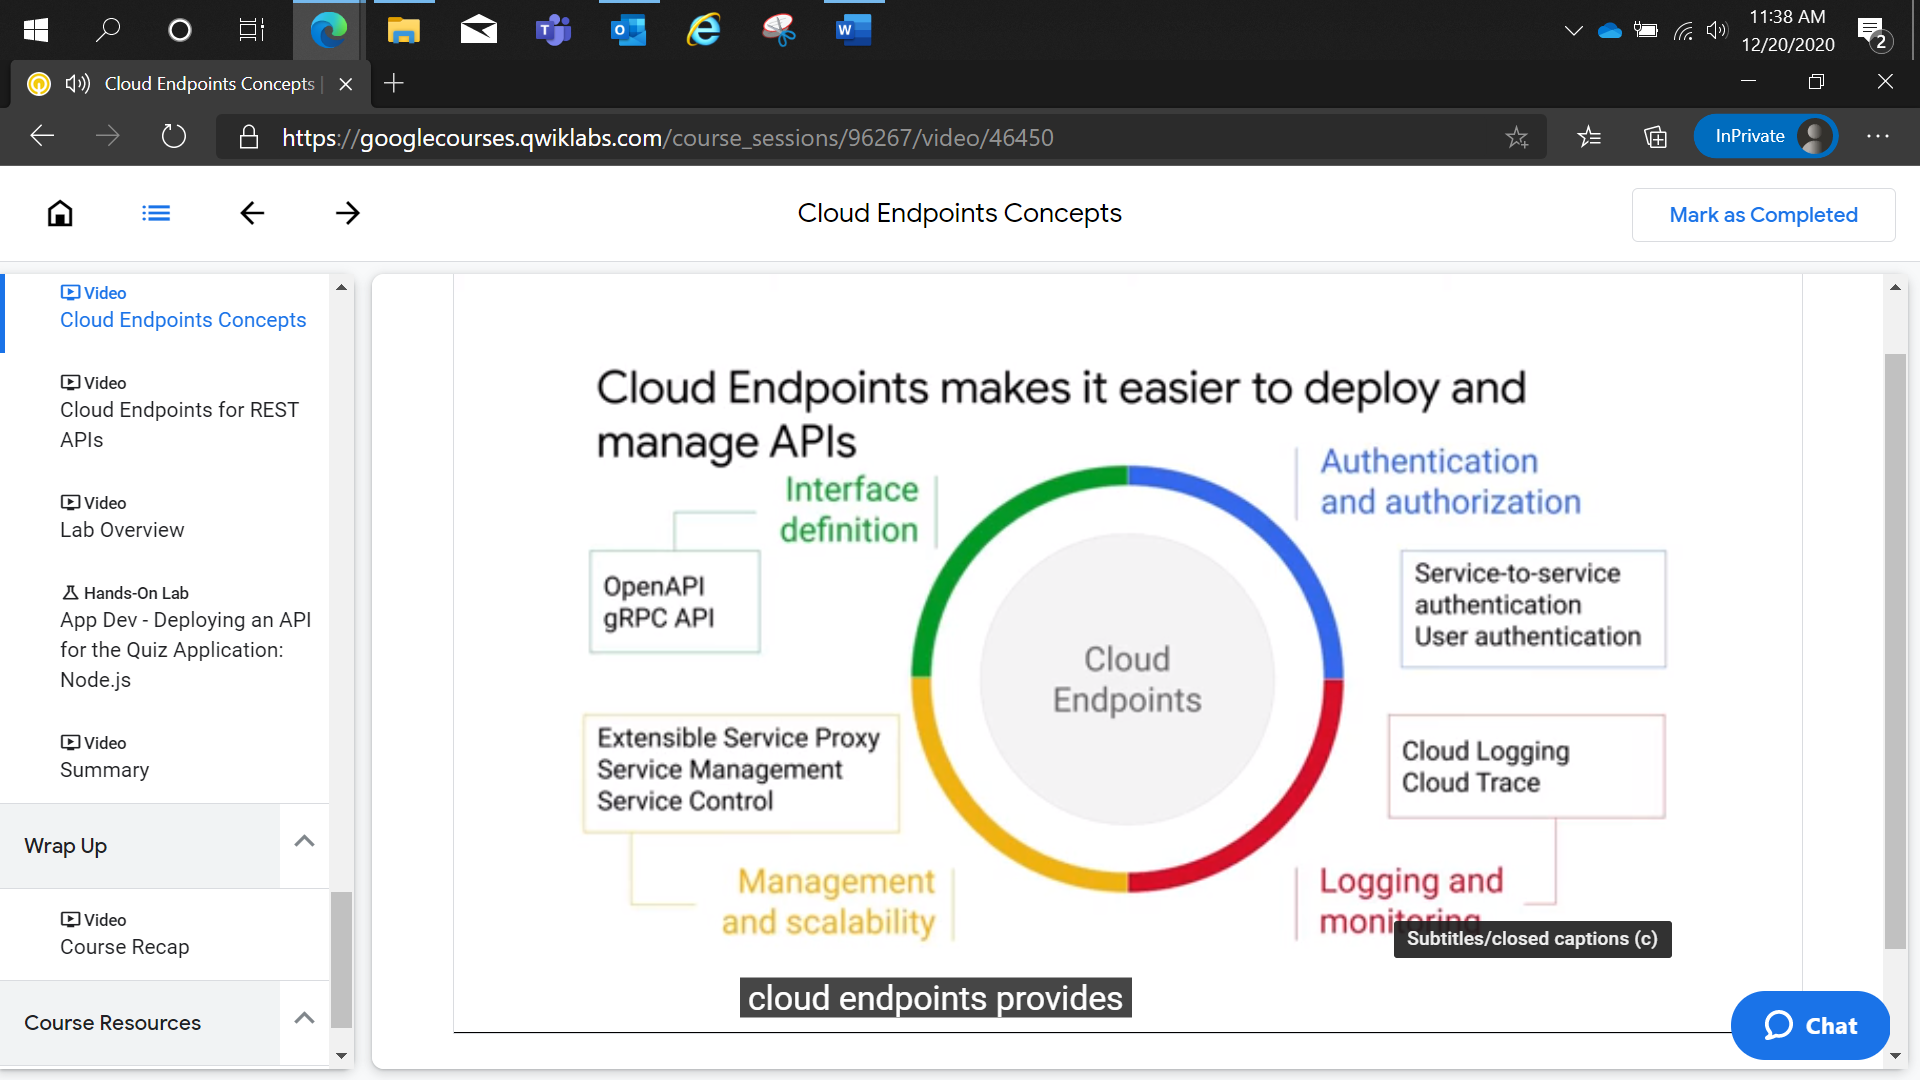 11:38 AM
12/20/2020
2
Cloud Endpoints Concepts |
https://googlecourses.qwiklabs.com/course_sessions/96267/video/46450
InPrivate
Cloud Endpoints Concepts
Mark as Completed
Video
Cloud Endpoints Concepts
Video
Cloud Endpoints for REST
APIs
Video
Lab Overview
Hands-On Lab
App Dev - Deploying an API
for the Quiz Application:
Node.js
Video
Summary
Wrap Up
Video
Course Recap
Course Resources
Cloud Endpoints makes it easier to deploy and
manage APIs
Interface
definition
OpenAPI
gRPC API
Authentication
and authorization
Service-to-service
authentication
User authentication
Cloud
Endpoints
Extensible Service Proxy
Service Management
Service Control
Management
and scalability
Cloud Logging
Cloud Trace
Logging and
monitoring
Subtitles/closed captions (c)
cloud endpoints provides
Chat